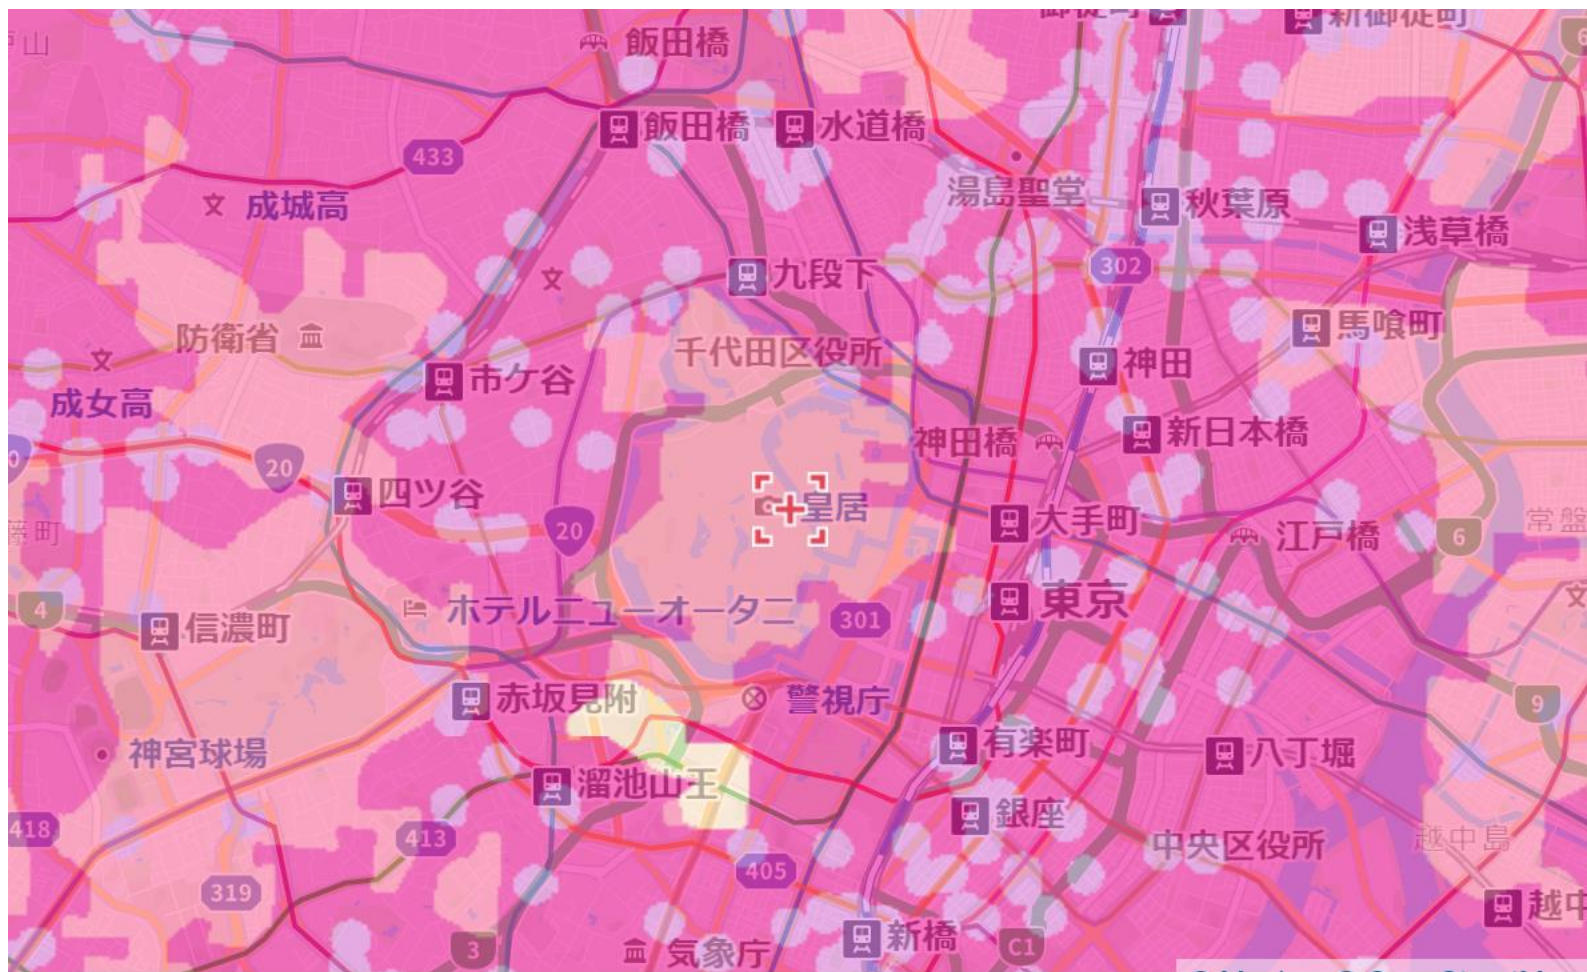 新御徒町
飯田橋
飯田橋
水道橋
433
湯島聖堂
成城高
秋葉原
浅草橋
九段下
302
防衛省
千代田区役所
馬喰町
神田
市ケ谷
成女高
神田橋
新日本橋
20
四ツ谷
皇居
20
大手町
江戸橋
6
常盤
4
信濃町
ホテルニューオータニ
301
東京
赤坂見附
警視庁
9
神宮球場
有楽町
八丁堀
溜池山王
418
413
銀座
中央区役所
越中島
405
319
越中
3
気象庁
新橋
C1